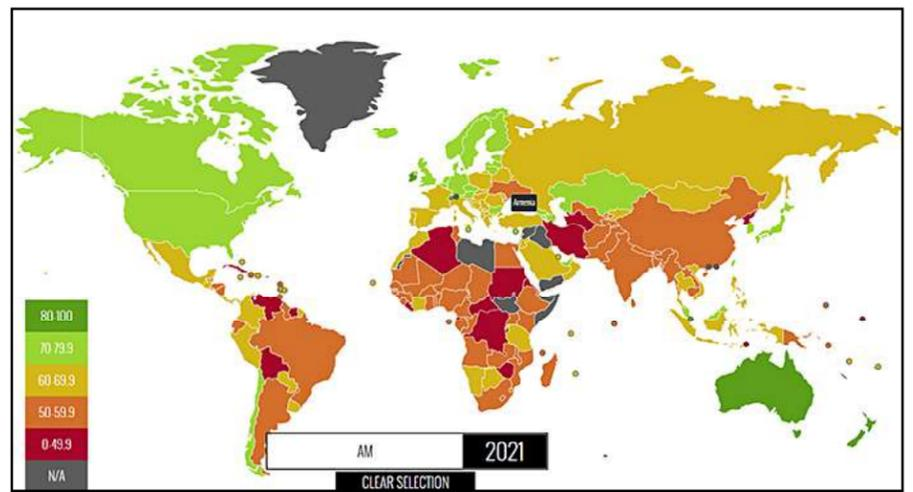 Armenia
80-100
70-79.9
60-69.9
50-59.9
0-49.9
N/A
AM
2021
CLEAR SELECTION